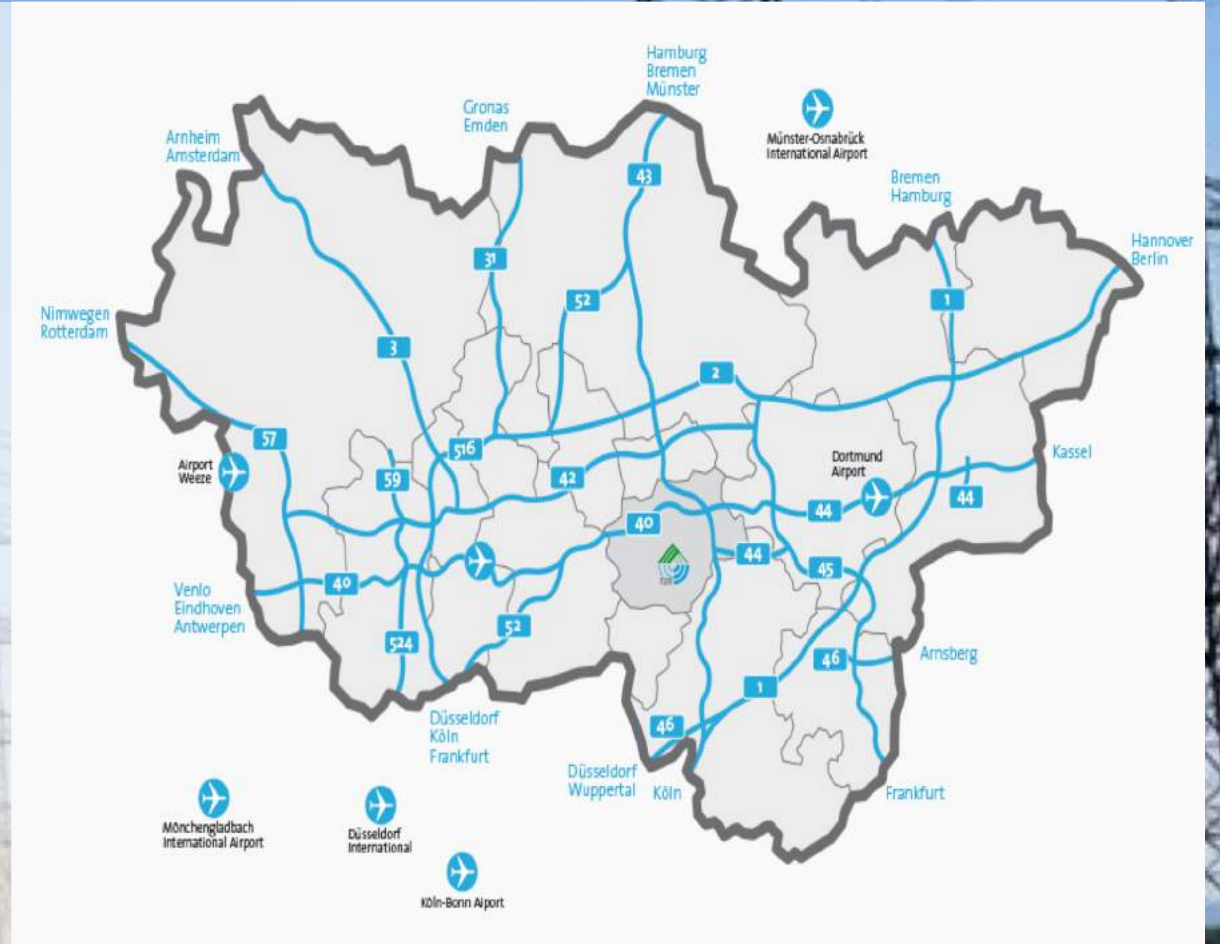 Hamburg
Bremen
Münster
Gronas
Emden
Arnheim
Amsterdam
Münster-Osnabrück
International Airport
Bremen
Hamburg
Hannover
Berlin
Nimwegen
Rotterdam
43
31
52
1
3
2
57
516
59
42
Airport
Weeze
Dortmund
Airport
Kassel
44
44
40
44
45
40
52
524
46
1
46
Venlo
Eindhoven
Antwerpen
Arnsberg
Düsseldorf
Köln
Frankfurt
Düsseldorf
Wuppertal
Köln
Frankfurt
Mönchengladbach
International Airport
Düsseldorf
International
Köln-Bonn Aiport